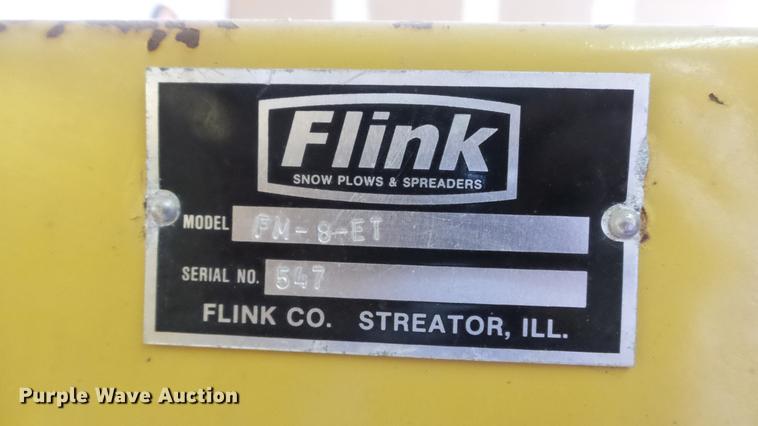 Flink
SNOW PLOWS & SPREADERS
MODEL FM-8-ET
SERIAL NO. 547
FLINK CO. STREATOR, ILL.
Purple Wave Auction